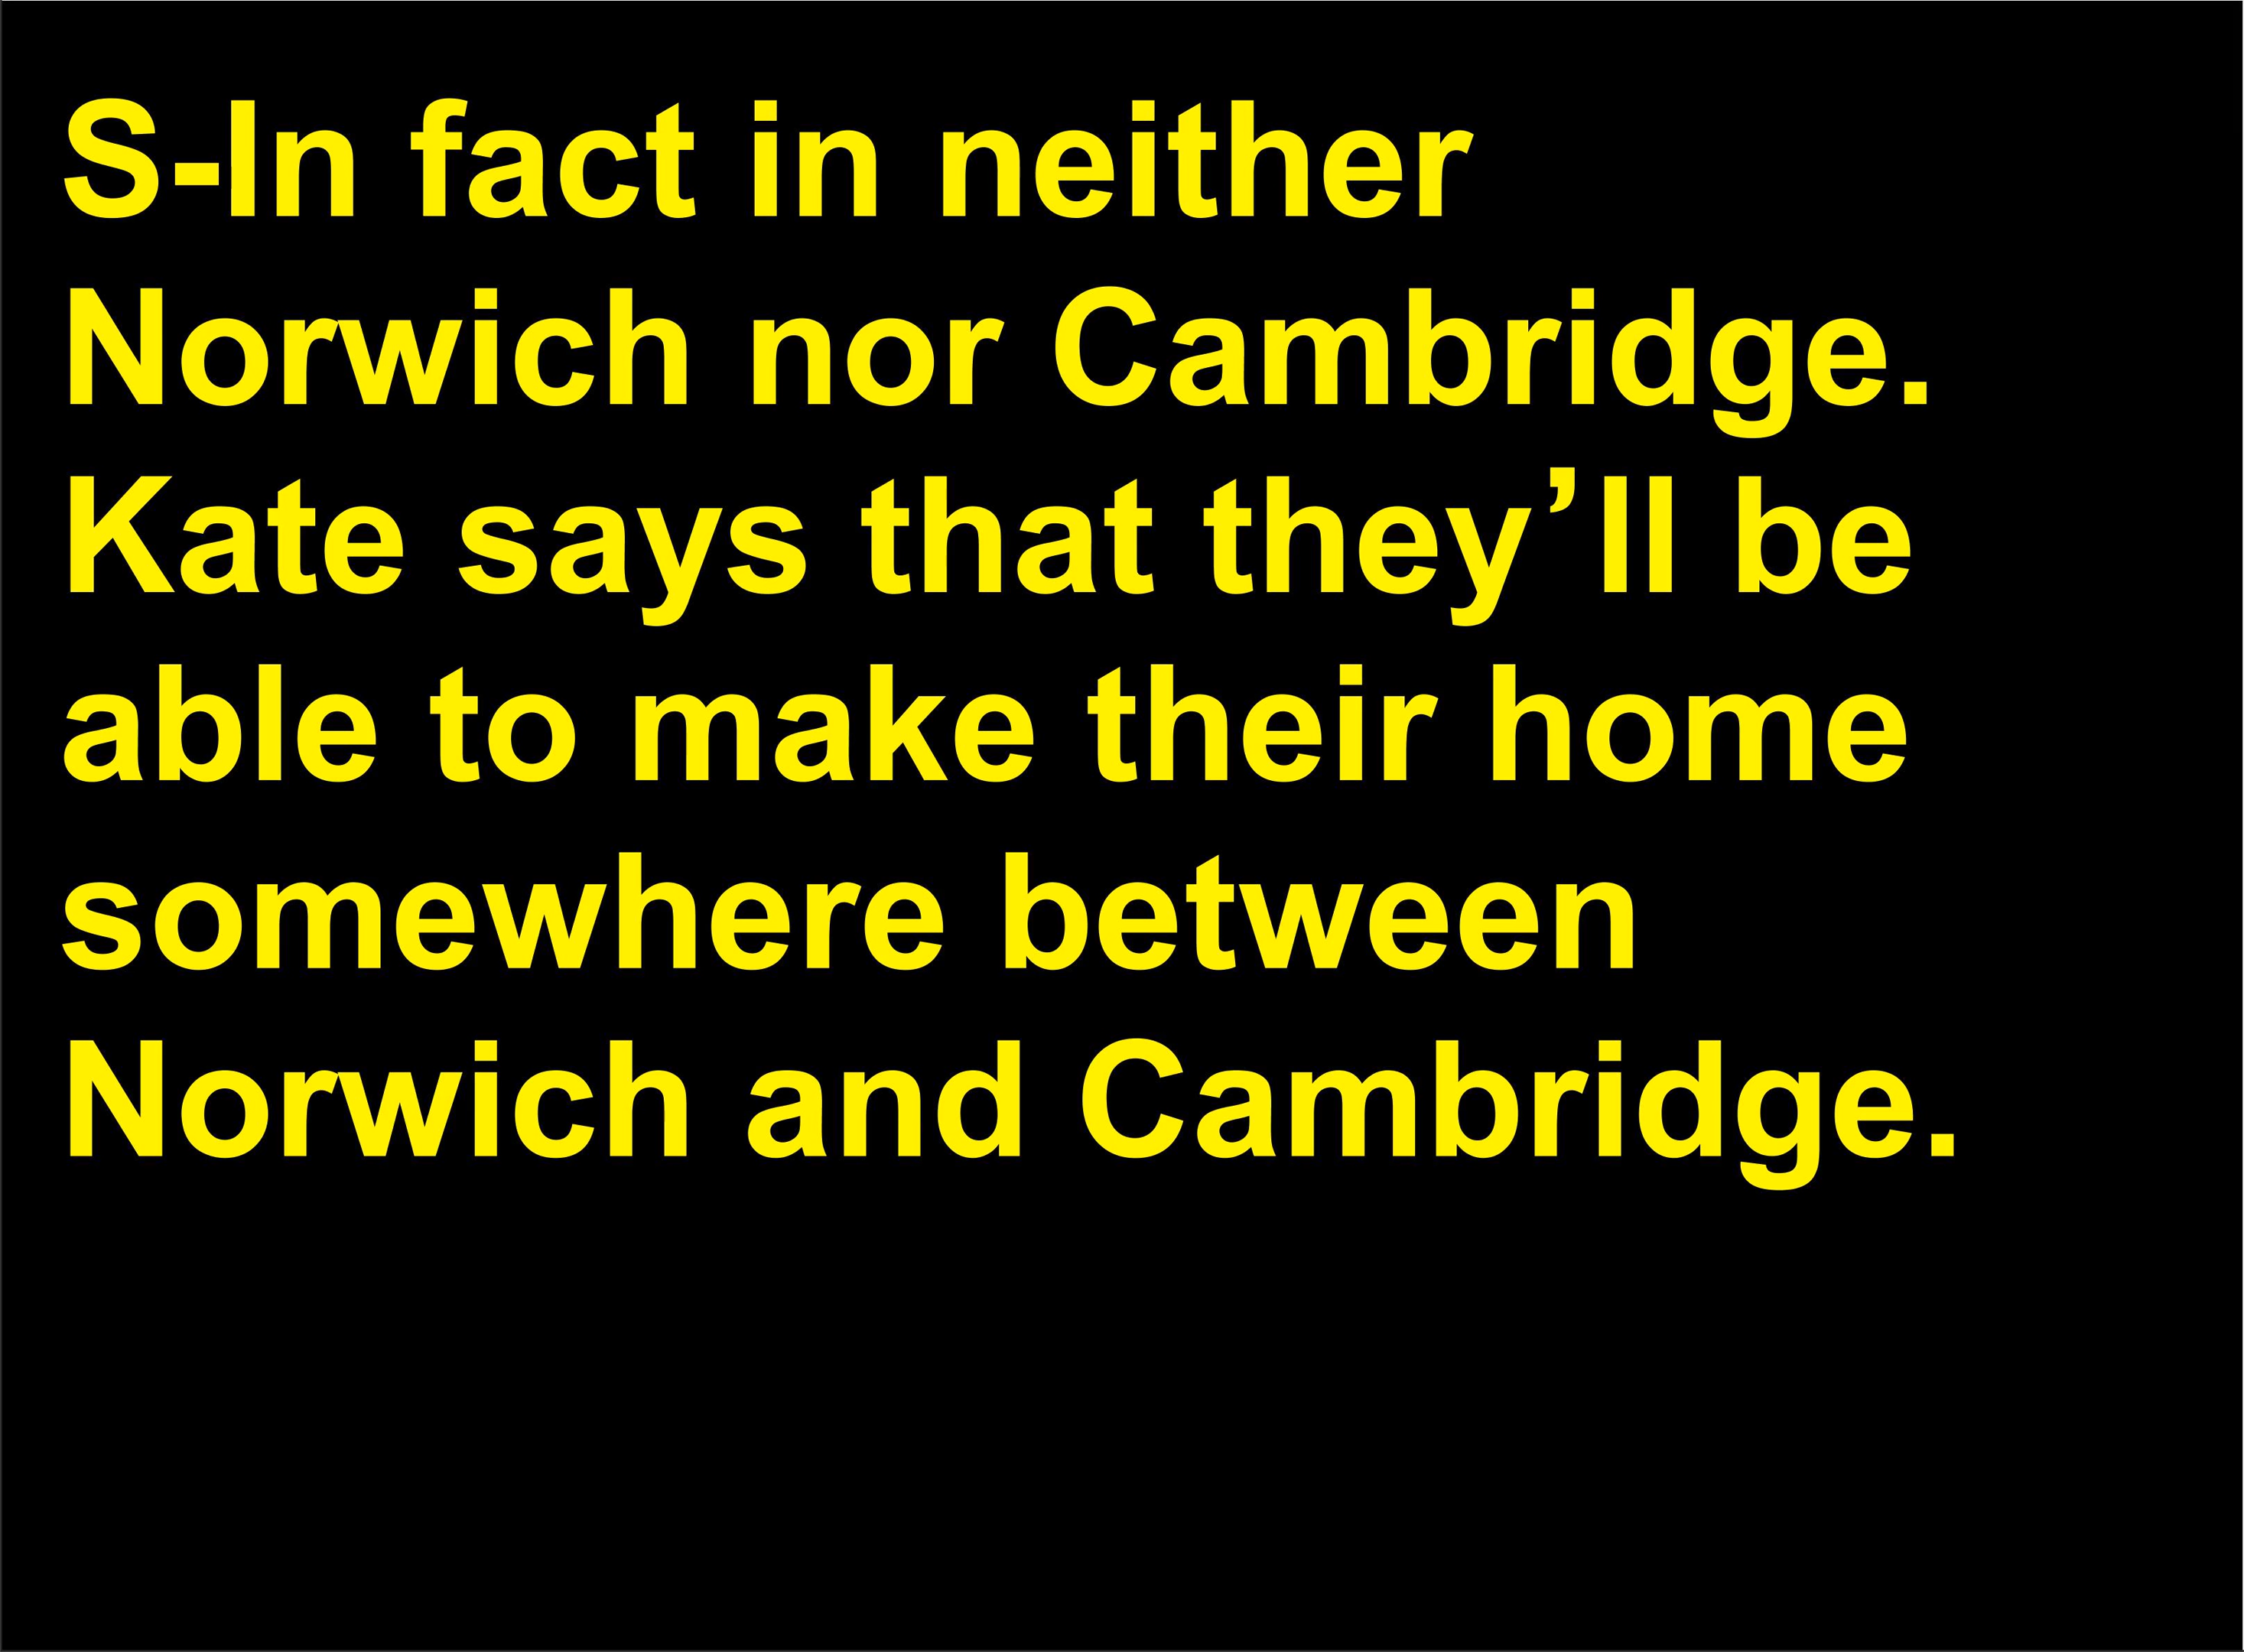 S-In fact in neither
Norwich nor Cambridge.
Kate says that they’ll be
able to make their home
somewhere between
Norwich and Cambridge.